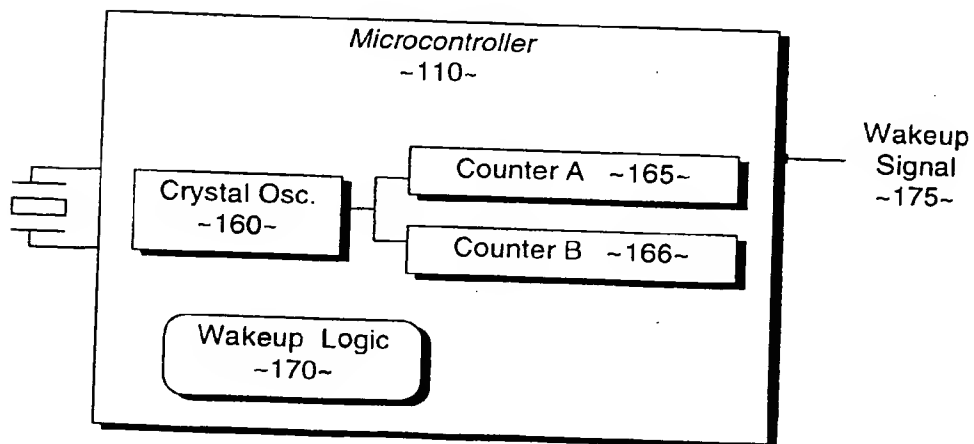 Microcontroller
~110~
Wakeup
Signal
~175~
Crystal Osc.
~160~
Counter A ~165~
Counter B ~166~
Wakeup Logic
~170~